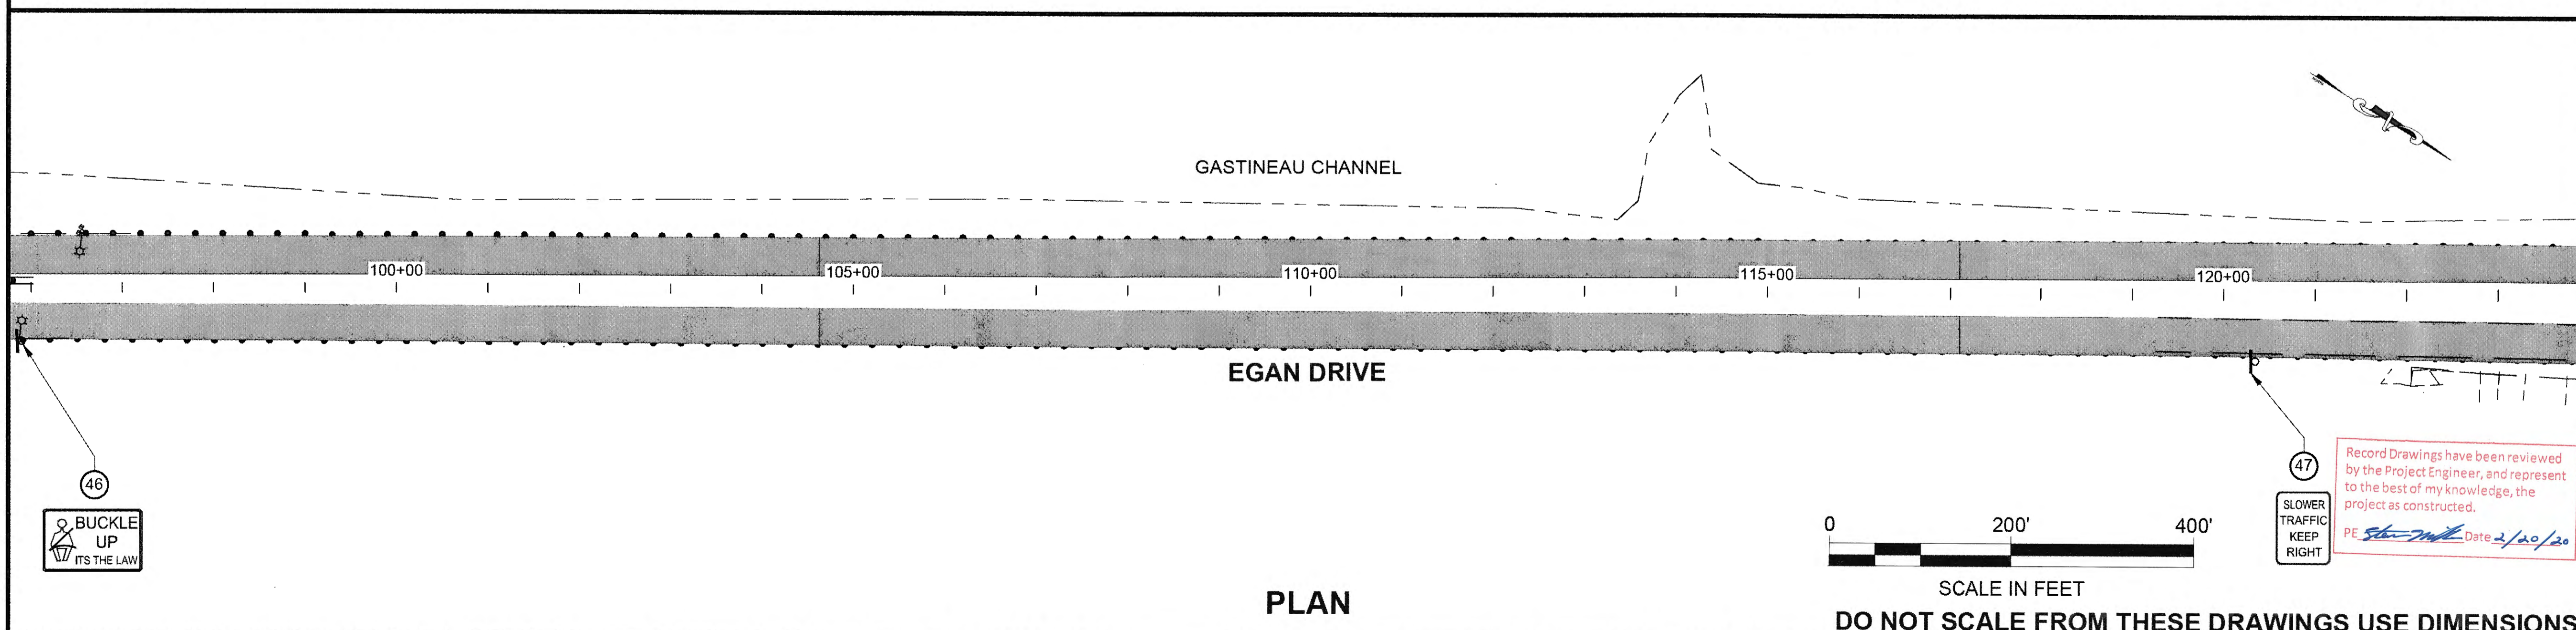 GASTINEAU CHANNEL
100+00
105+00
110+00
115+00
120+00
EGAN DRIVE
46
BUCKLE
UP
ITS THE LAW
47
SLOWER
TRAFFIC
KEEP
RIGHT
Record Drawings have been reviewed
by the Project Engineer, and represent
to the best of my knowledge, the
project as constructed.
PE Date 2/20/20
0 200' 400'
SCALE IN FEET
PLAN
DO NOT SCALE FROM THESE DRAWINGS USE DIMENSIONS